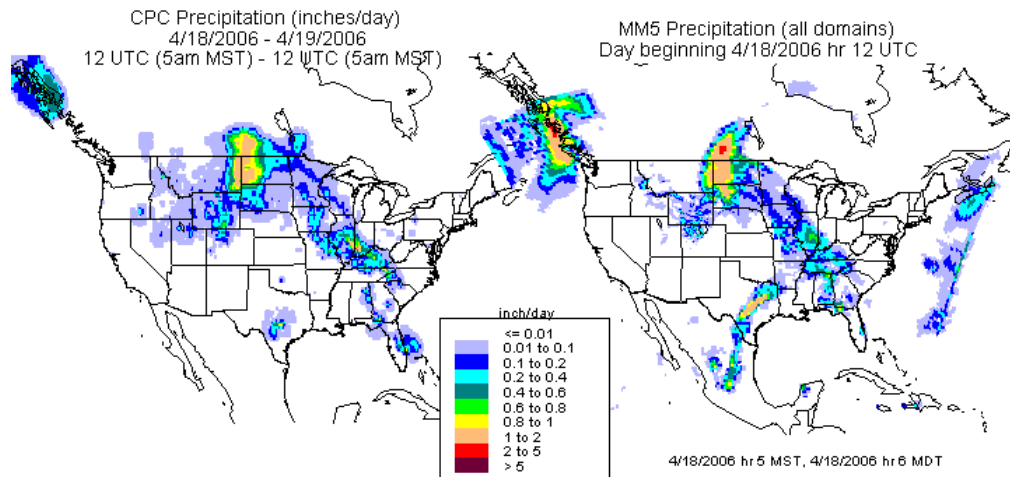 CPC Precipitation (inches/day)
4/18/2006 - 4/19/2006
12 UTC (5am MST) - 12 UTC (5am MST)
MM5 Precipitation (all domains)
Day beginning 4/18/2006 hr 12 UTC
inch/day
<= 0.01
0.01 to 0.1
0.1 to 0.2
0.2 to 0.4
0.4 to 0.6
0.6 to 0.8
0.8 to 1
1 to 2
2 to 5
> 5
4/18/2006 hr 5 MST, 4/18/2006 hr 6 MDT